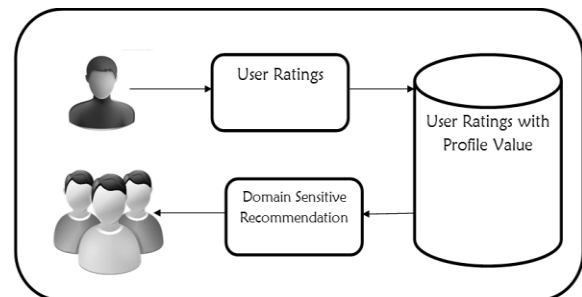 User Ratings
User Ratings with
Profile Value
Domain Sensitive
Recommendation